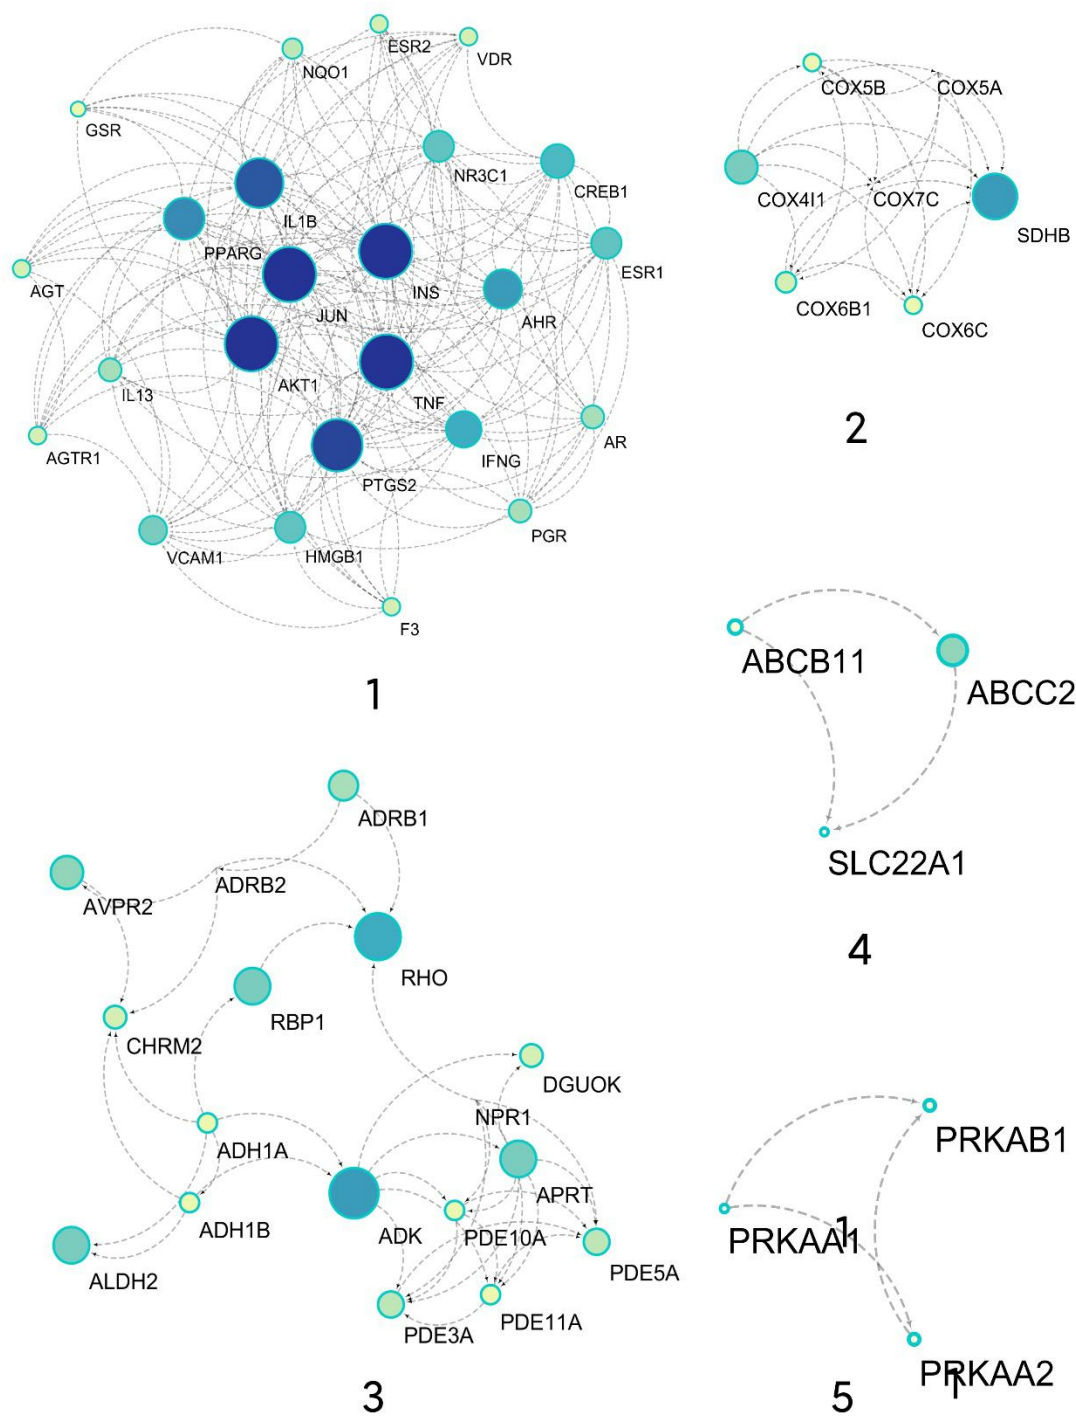 ESR2
VDR
NQO1
GSR
NR3C1
CREB1
IL1B
PPARG
ESR1
INS
AGT
JUN
AHR
AKT1
TNF
IL13
AR
AGTR1
IFNG
PTGS2
PGR
VCAM1
HMGB1
F3
1
COX5B
COX5A
COX4I1
COX7C
SDHB
COX6B1
COX6C
2
ADRB1
ADRB2
AVPR2
RHO
RBP1
CHRM2
DGUOK
NPR1
ADH1A
APRT
ADK
PDE10A
ADH1B
PDE5A
ALDH2
PDE11A
PDE3A
3
ABCB11
ABCC2
SLC22A1
4
PRKAB1
PRKAA1
1
PRKAA2
1
5